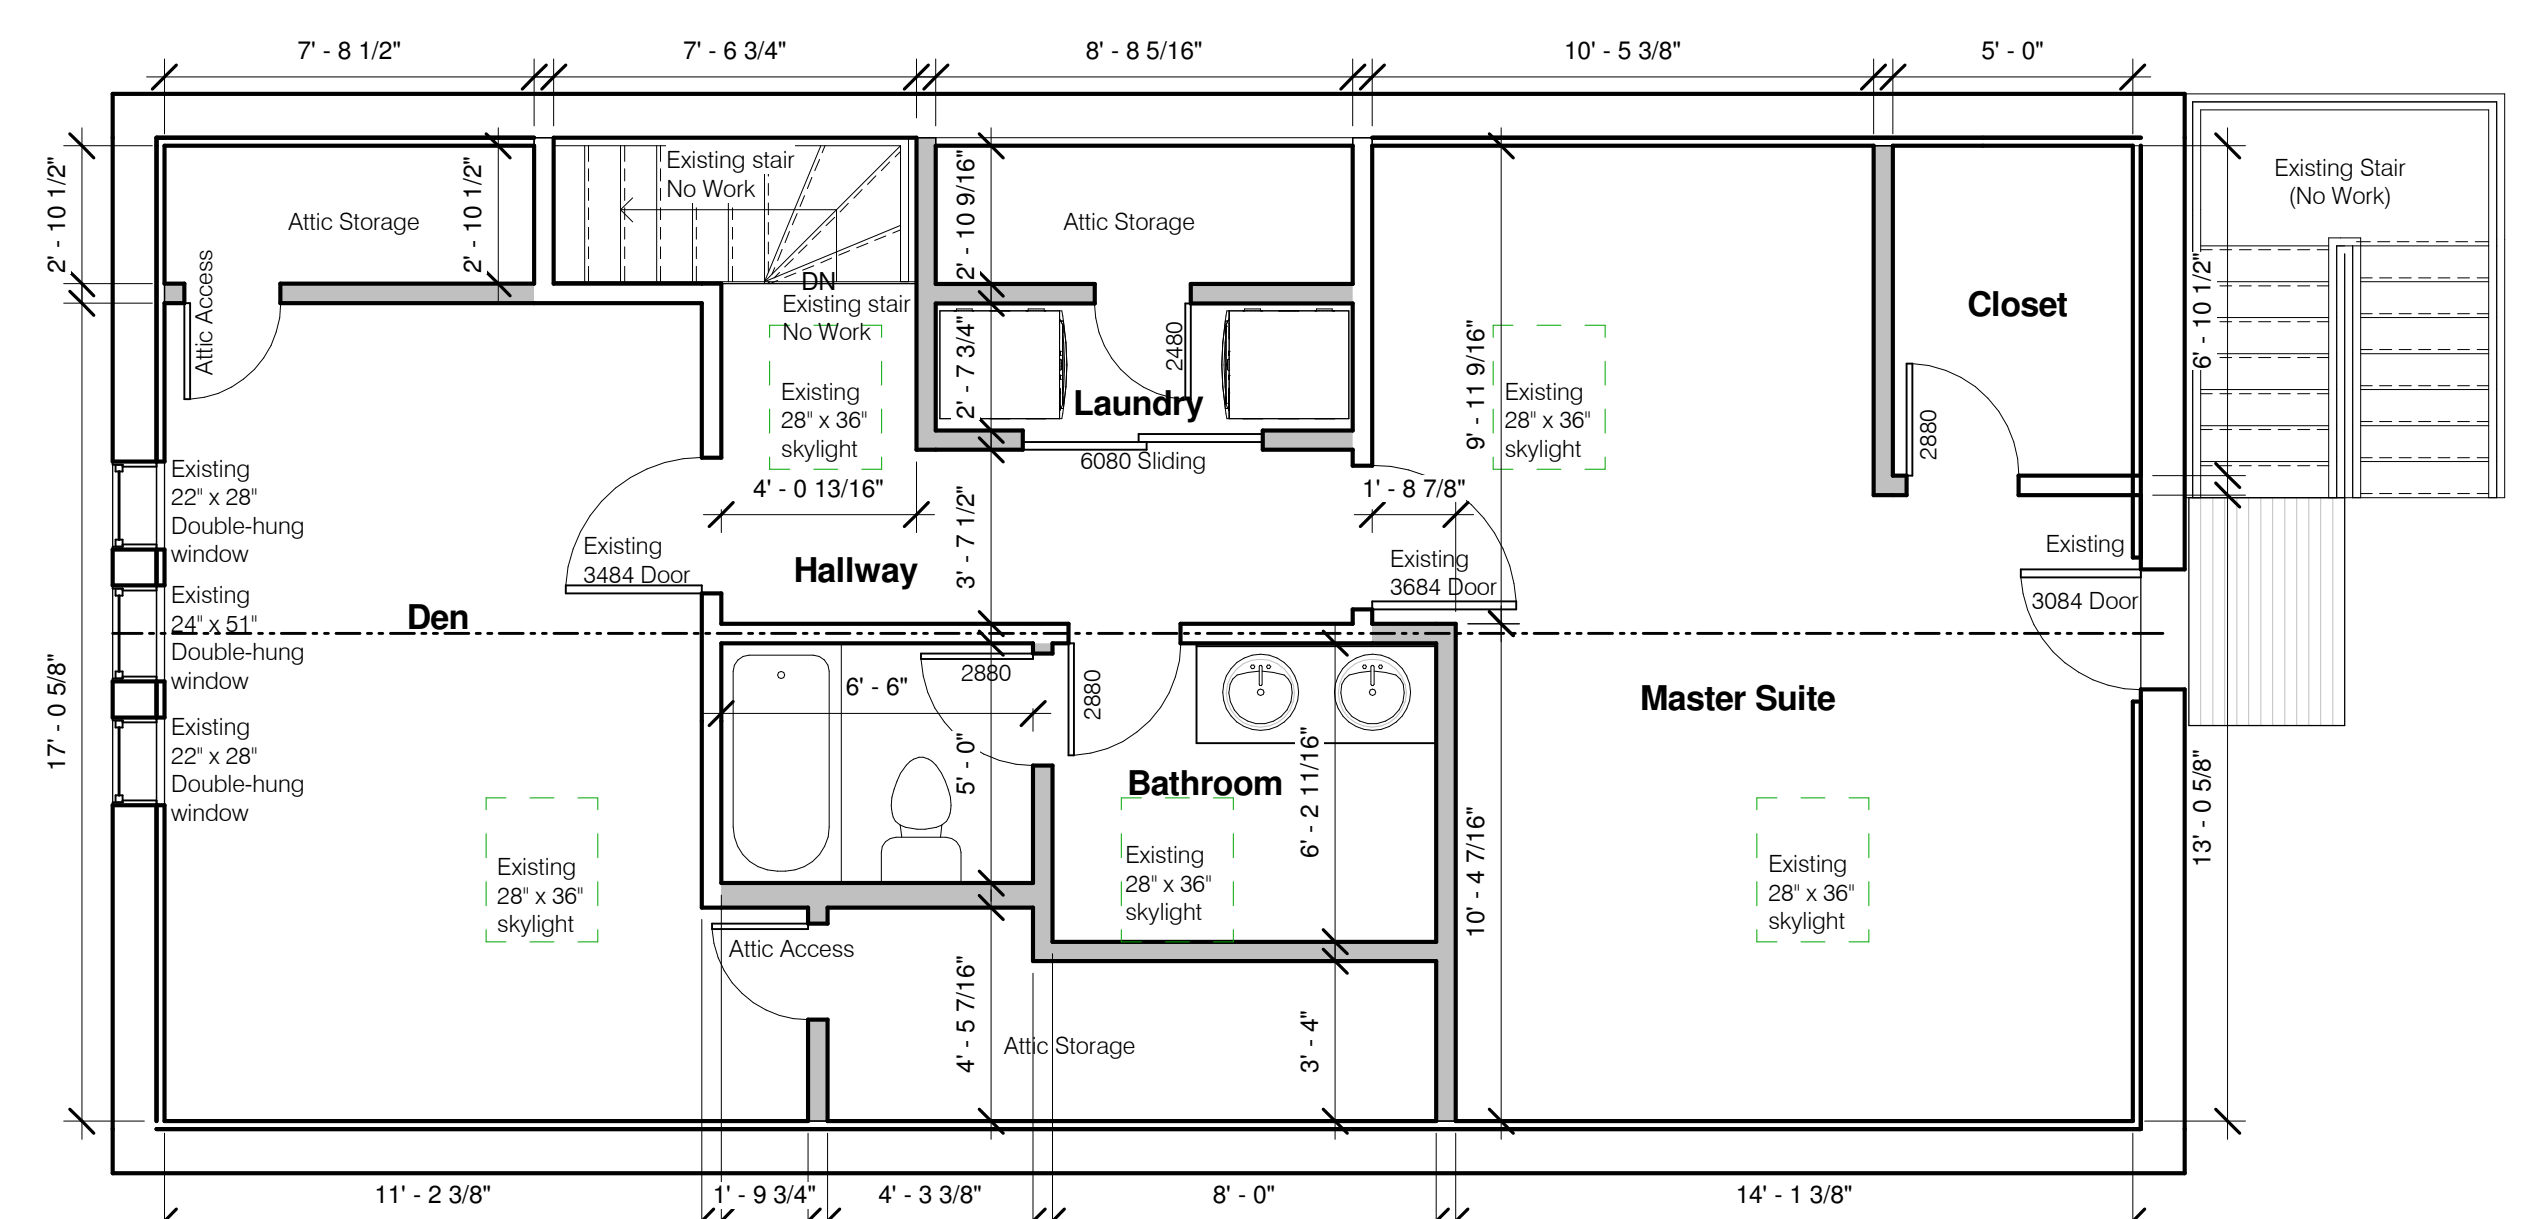 7' - 8 1/2"
7' - 6 3/4"
8' - 8 5/16"
10' - 5 3/8"
5' - 0"
2' - 10 1/2"
Attic Storage
2' - 10 1/2"
Existing stair
No Work
DN
Existing stair
No Work
2' - 10 9/16"
Attic Storage
Existing Stair
(No Work)
Attic Access
2' - 7 3/4"
2480
Laundry
6080 Sliding
9' - 11 9/16"
Closet
2880
6' - 10 1/2"
Existing
28" x 36"
skylight
Existing
28" x 36"
skylight
Existing
22" x 28"
Double-hung
window
4' - 0 13/16"
3' - 7 1/2"
1' - 8 7/8"
Existing
3484 Door
Hallway
Existing
3684 Door
Existing
3084 Door
Existing
24" x 51"
Double-hung
window
Den
17' - 0 5/8"
Existing
22" x 28"
Double-hung
window
6' - 6"
2880
2880
5' - 0"
Bathroom
6' - 2 11/16"
Master Suite
13' - 0 5/8"
10' - 4 7/16"
Existing
28" x 36"
skylight
Existing
28" x 36"
skylight
Existing
28" x 36"
skylight
Attic Access
4' - 5 7/16"
Attic Storage
3' - 4"
11' - 2 3/8"
1' - 9 3/4"
4' - 3 3/8"
8' - 0"
14' - 1 3/8"